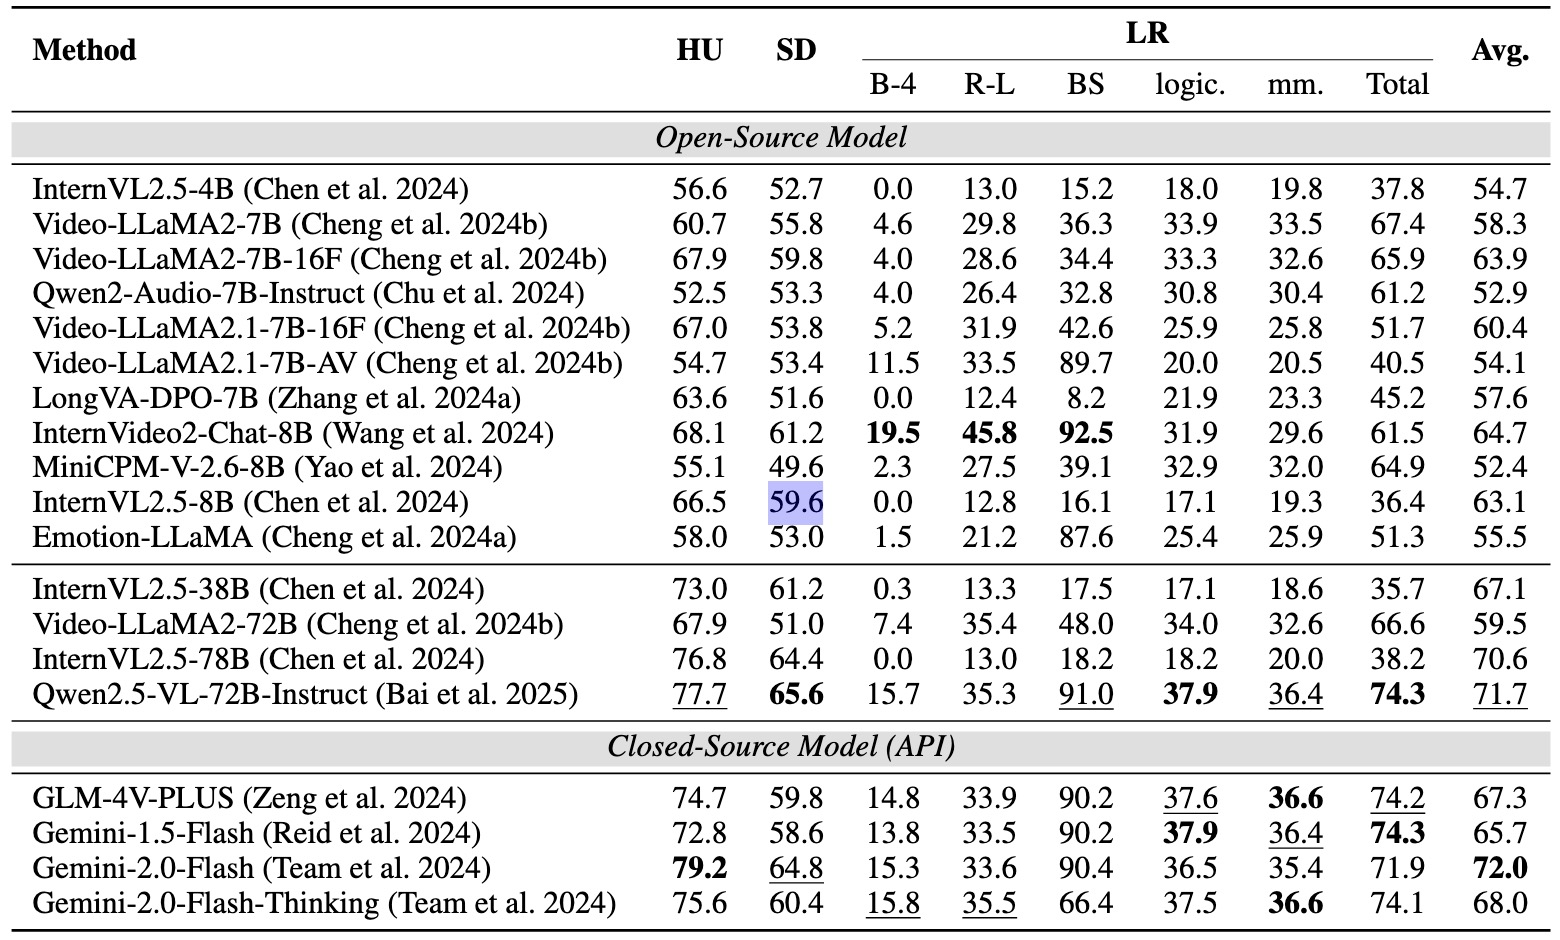 Method HU SD LR Avg.
B-4 R-L BS logic. mm. Total
Open-Source Model
InternVL2.5-4B (Chen et al. 2024) 56.6 52.7 0.0 13.0 15.2 18.0 19.8 37.8 54.7
Video-LLaMA2-7B (Cheng et al. 2024b) 60.7 55.8 4.6 29.8 36.3 33.9 33.5 67.4 58.3
Video-LLaMA2-7B-16F (Cheng et al. 2024b) 67.9 59.8 4.0 28.6 34.4 33.3 32.6 65.9 63.9
Qwen2-Audio-7B-Instruct (Chu et al. 2024) 52.5 53.3 4.0 26.4 32.8 30.8 30.4 61.2 52.9
Video-LLaMA2.1-7B-16F (Cheng et al. 2024b) 67.0 53.8 5.2 31.9 42.6 25.9 25.8 51.7 60.4
Video-LLaMA2.1-7B-AV (Cheng et al. 2024b) 54.7 53.4 11.5 33.5 89.7 20.0 20.5 40.5 54.1
LongVA-DPO-7B (Zhang et al. 2024a) 63.6 51.6 0.0 12.4 8.2 21.9 23.3 45.2 57.6
InternVideo2-Chat-8B (Wang et al. 2024) 68.1 61.2 19.5 45.8 92.5 31.9 29.6 61.5 64.7
MiniCPM-V-2.6-8B (Yao et al. 2024) 55.1 49.6 2.3 27.5 39.1 32.9 32.0 64.9 52.4
InternVL2.5-8B (Chen et al. 2024) 66.5 59.6 0.0 12.8 16.1 17.1 19.3 36.4 63.1
Emotion-LLaMA (Cheng et al. 2024a) 58.0 53.0 1.5 21.2 87.6 25.4 25.9 51.3 55.5
InternVL2.5-38B (Chen et al. 2024) 73.0 61.2 0.3 13.3 17.5 17.1 18.6 35.7 67.1
Video-LLaMA2-72B (Cheng et al. 2024b) 67.9 51.0 7.4 35.4 48.0 34.0 32.6 66.6 59.5
InternVL2.5-78B (Chen et al. 2024) 76.8 64.4 0.0 13.0 18.2 18.2 20.0 38.2 70.6
Qwen2.5-VL-72B-Instruct (Bai et al. 2025) 77.7 65.6 15.7 35.3 91.0 37.9 36.4 74.3 71.7
Closed-Source Model (API)
GLM-4V-PLUS (Zeng et al. 2024) 74.7 59.8 14.8 33.9 90.2 37.6 36.6 74.2 67.3
Gemini-1.5-Flash (Reid et al. 2024) 72.8 58.6 13.8 33.5 90.2 37.9 36.4 74.3 65.7
Gemini-2.0-Flash (Team et al. 2024) 79.2 64.8 15.3 33.6 90.4 36.5 35.4 71.9 72.0
Gemini-2.0-Flash-Thinking (Team et al. 2024) 75.6 60.4 15.8 35.5 66.4 37.5 36.6 74.1 68.0